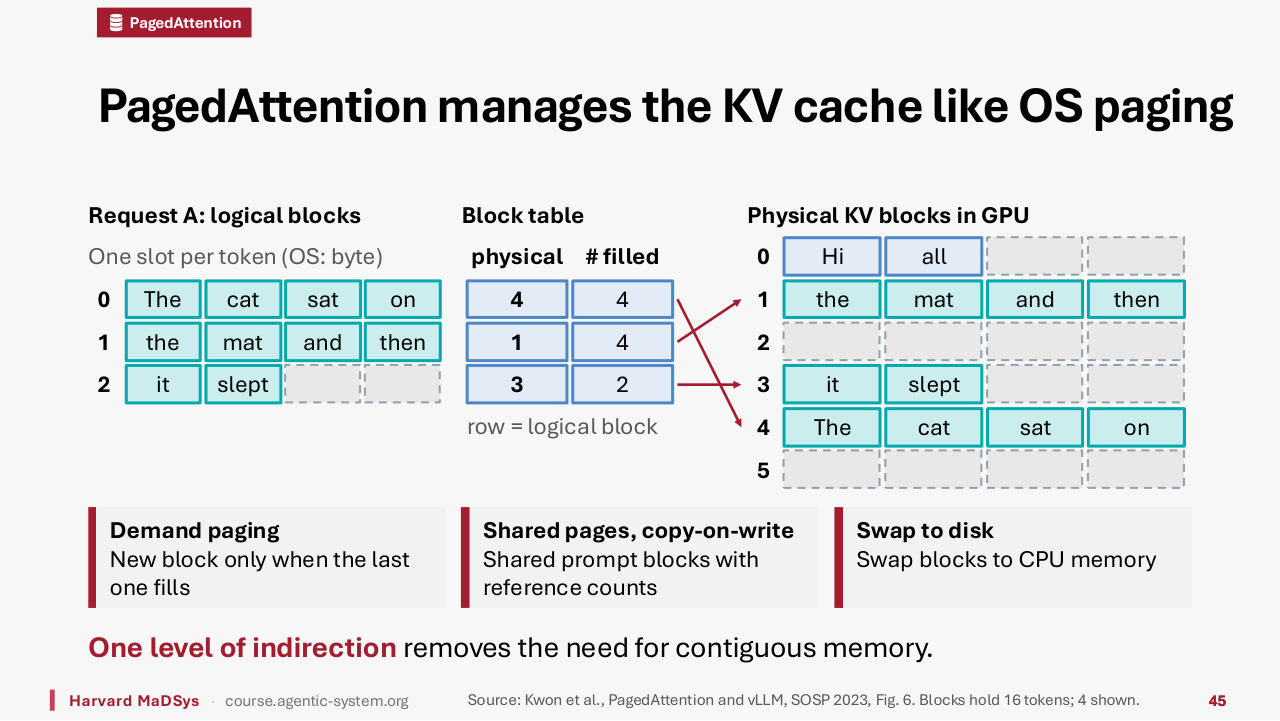 PagedAttention
PagedAttention manages the KV cache like OS paging
Request A: logical blocks
One slot per token (OS: byte)
0 The cat sat on
1 the mat and then
2 it slept
Block table
physical # filled
4 4
1 4
3 2
row = logical block
Physical KV blocks in GPU
0 Hi all
1 the mat and then
2
3 it slept
4 The cat sat on
5
Demand paging
New block only when the last
one fills
Shared pages, copy-on-write
Shared prompt blocks with
reference counts
Swap to disk
Swap blocks to CPU memory
One level of indirection removes the need for contiguous memory.
Harvard MaDSys · course.agentic-system.org
Source: Kwon et al., PagedAttention and vLLM, SOSP 2023, Fig. 6. Blocks hold 16 tokens; 4 shown.
45